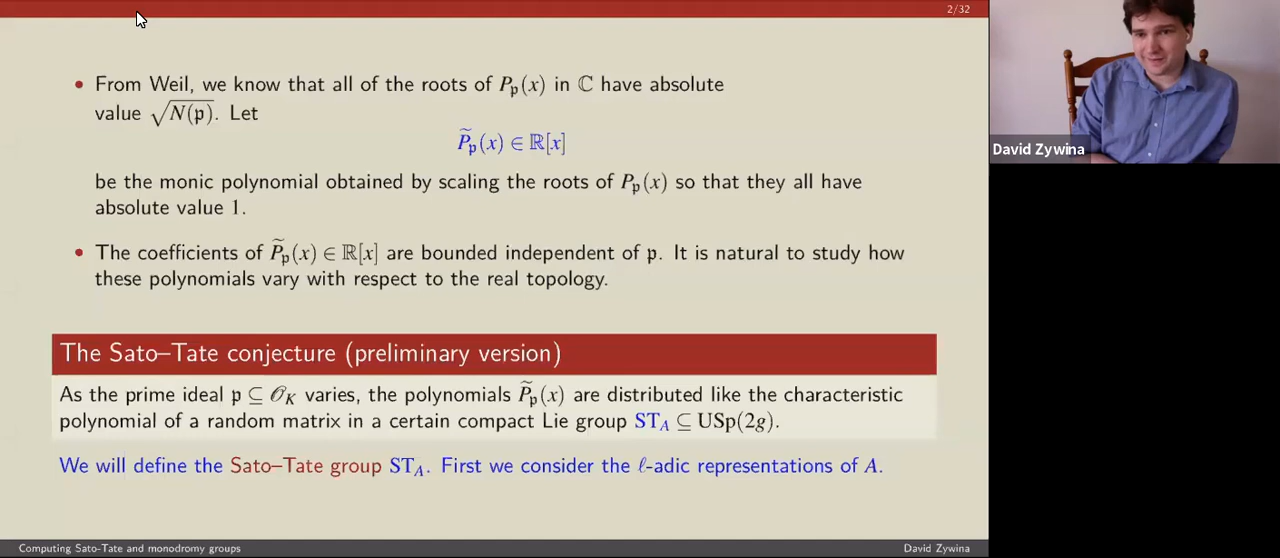 2/32
• From Weil, we know that all of the roots of P_𝔭(x) in ℂ have absolute
value √N(𝔭). Let
P̃_𝔭(x) ∈ ℝ[x]
be the monic polynomial obtained by scaling the roots of P_𝔭(x) so that they all have
absolute value 1.
• The coefficients of P̃_𝔭(x) ∈ ℝ[x] are bounded independent of 𝔭. It is natural to study how
these polynomials vary with respect to the real topology.
The Sato–Tate conjecture (preliminary version)
As the prime ideal 𝔭 ⊆ 𝒪_K varies, the polynomials P̃_𝔭(x) are distributed like the characteristic
polynomial of a random matrix in a certain compact Lie group ST_A ⊆ USp(2g).
We will define the Sato–Tate group ST_A. First we consider the ℓ-adic representations of A.
Computing Sato-Tate and monodromy groups
David Zywina
David Zywina